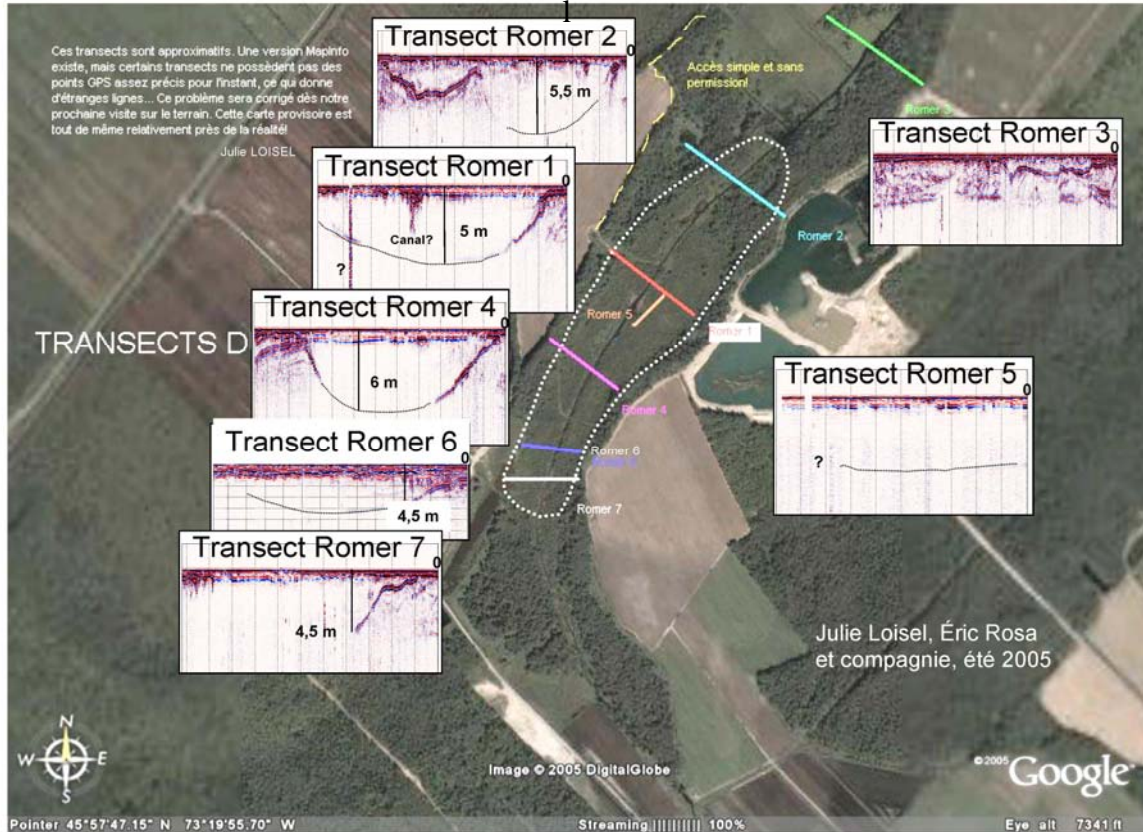 1
Ces transects sont approximatifs. Une version MapInfo
existe, mais certains transects ne possèdent pas des
points GPS assez précis pour l'instant, ce qui donne
d'étranges lignes... Ce problème sera corrigé dès notre
prochaine visite sur le terrain. Cette carte provisoire est
tout de même relativement près de la réalité!
Julie LOISEL
Transect Romer 2
0
5,5 m
Accès simple et sans
permission!
Romer 3
Transect Romer 3
0
Transect Romer 1
0
Canal?
5 m
?
Romer 2
Romer 5
Romer 1
TRANSECTS D
Transect Romer 4
0
6 m
Romer 4
Transect Romer 5
0
?
Transect Romer 6
0
4,5 m
Romer 6
Romer 7
Transect Romer 7
0
4,5 m
Julie Loisel, Éric Rosa
et compagnie, été 2005
N
W E
S
Image © 2005 DigitalGlobe
©2005 Google
Pointer 45°57'47.15" N 73°19'55.70" W Streaming |||||||||| 100% Eye alt 7341 ft